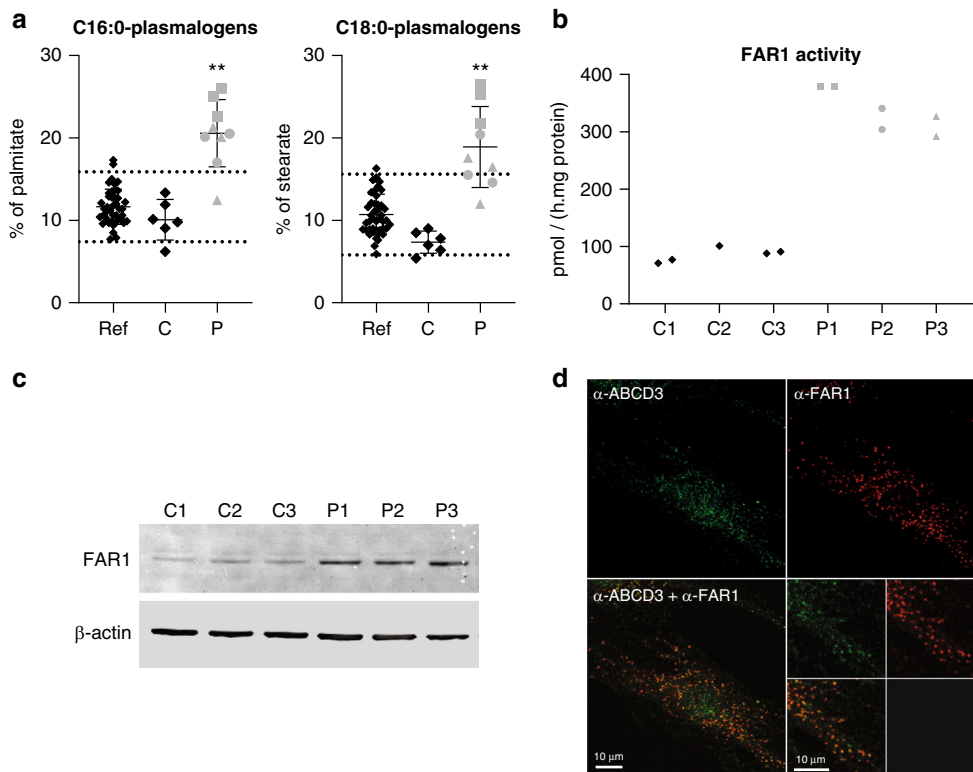 a
C16:0-plasmalogens
% of palmitate
30
20
10
0
**
Ref C P
C18:0-plasmalogens
% of stearate
30
20
10
0
**
Ref C P
b
FAR1 activity
pmol / (h.mg protein)
400
300
200
100
0
C1 C2 C3 P1 P2 P3
c
C1 C2 C3 P1 P2 P3
FAR1
β-actin
d
α-ABCD3
α-FAR1
α-ABCD3 + α-FAR1
10 μm
10 μm